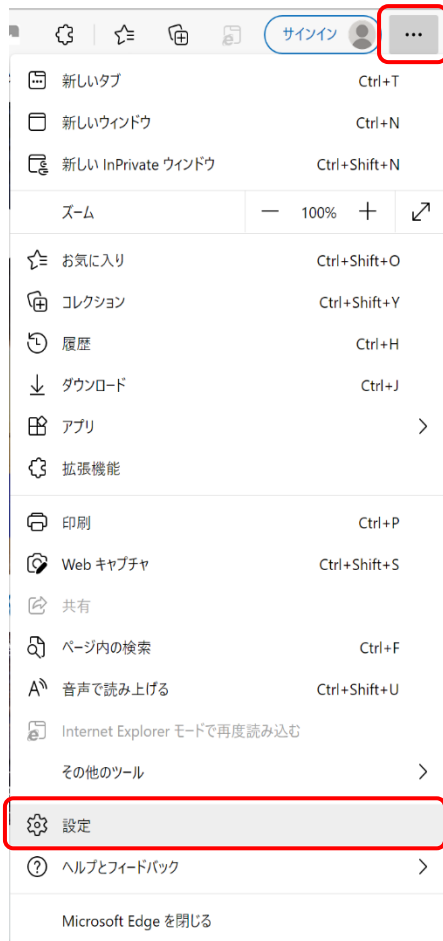 サインイン
新しいタブ Ctrl+T
新しいウィンドウ Ctrl+N
新しい InPrivate ウィンドウ Ctrl+Shift+N
ズーム 100%
お気に入り Ctrl+Shift+O
コレクション Ctrl+Shift+Y
履歴 Ctrl+H
ダウンロード Ctrl+J
アプリ
拡張機能
印刷 Ctrl+P
Web キャプチャ Ctrl+Shift+S
共有
ページ内の検索 Ctrl+F
音声で読み上げる Ctrl+Shift+U
Internet Explorer モードで再度読み込む
その他のツール
設定
ヘルプとフィードバック
Microsoft Edge を閉じる